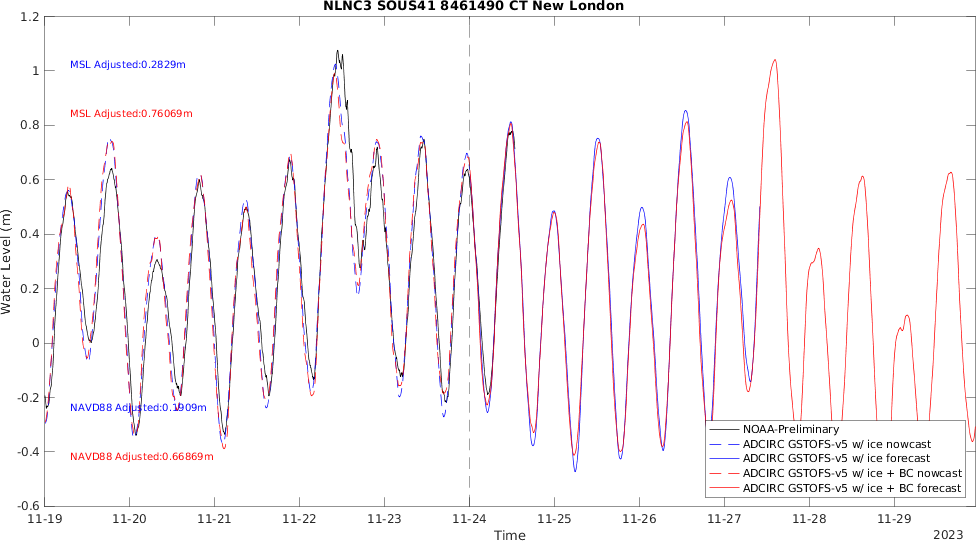 NLNC3 SOUS41 8461490 CT New London
1.2
1
0.8
0.6
0.4
0.2
0
-0.2
-0.4
-0.6
Water Level (m)
MSL Adjusted:0.2829m
MSL Adjusted:0.76069m
NAVD88 Adjusted:0.1909m
NAVD88 Adjusted:0.66869m
NOAA-Preliminary
ADCIRC GSTOFS-v5 w/ ice nowcast
ADCIRC GSTOFS-v5 w/ ice forecast
ADCIRC GSTOFS-v5 w/ ice + BC nowcast
ADCIRC GSTOFS-v5 w/ ice + BC forecast
11-19 11-20 11-21 11-22 11-23 11-24 11-25 11-26 11-27 11-28 11-29
Time
2023